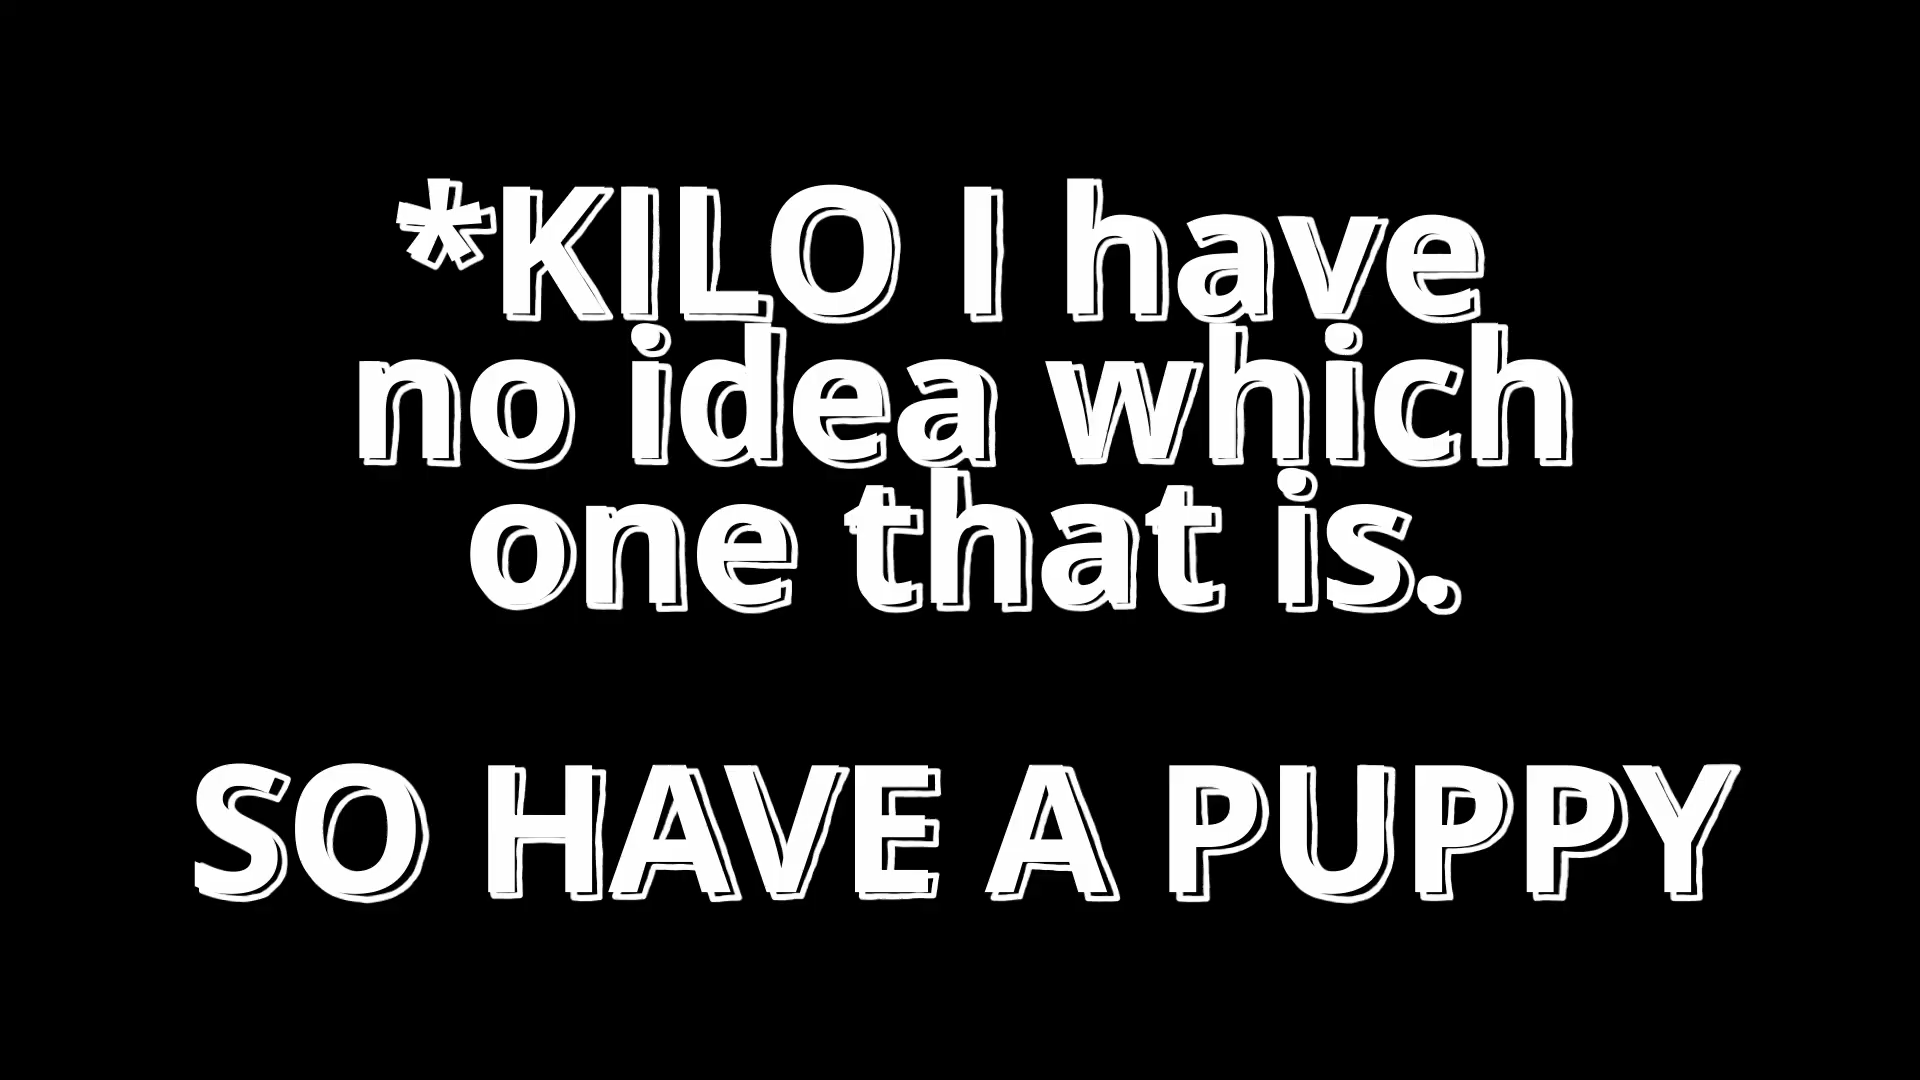 *KILO I have
no idea which
one that is.
SO HAVE A PUPPY